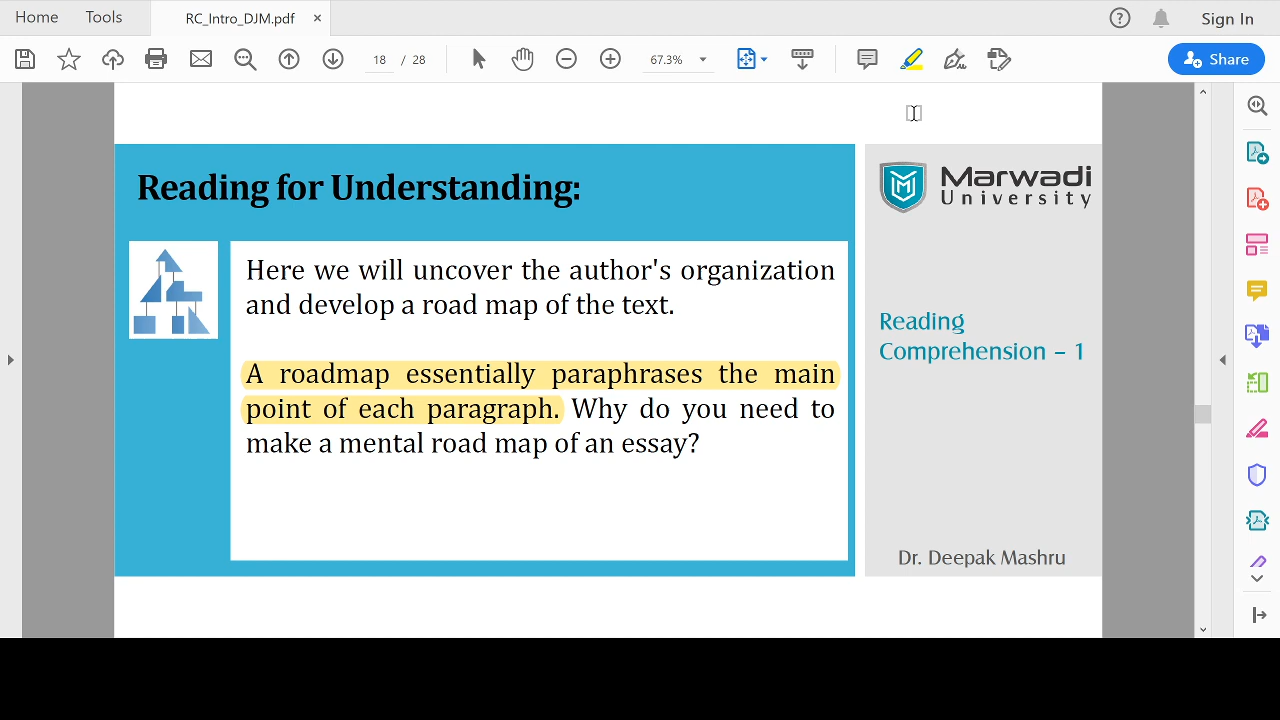 Home
Tools
RC_Intro_DJM.pdf
Sign In
18 / 28
67.3%
Share
Reading for Understanding:
Marwadi
University
Here we will uncover the author's organization
and develop a road map of the text.
Reading
Comprehension – 1
A roadmap essentially paraphrases the main
point of each paragraph. Why do you need to
make a mental road map of an essay?
Dr. Deepak Mashru